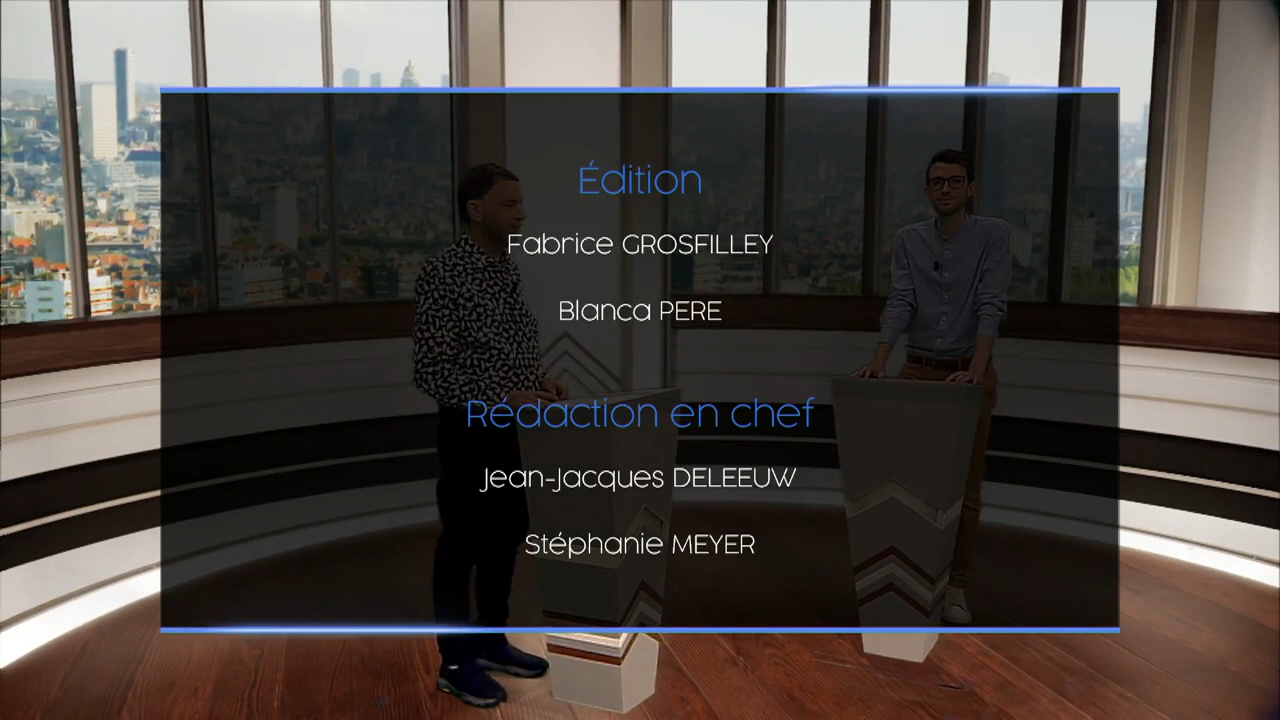 Édition
Fabrice GROSFILLEY
Blanca PERE
Rédaction en chef
Jean-Jacques DELEEUW
Stéphanie MEYER